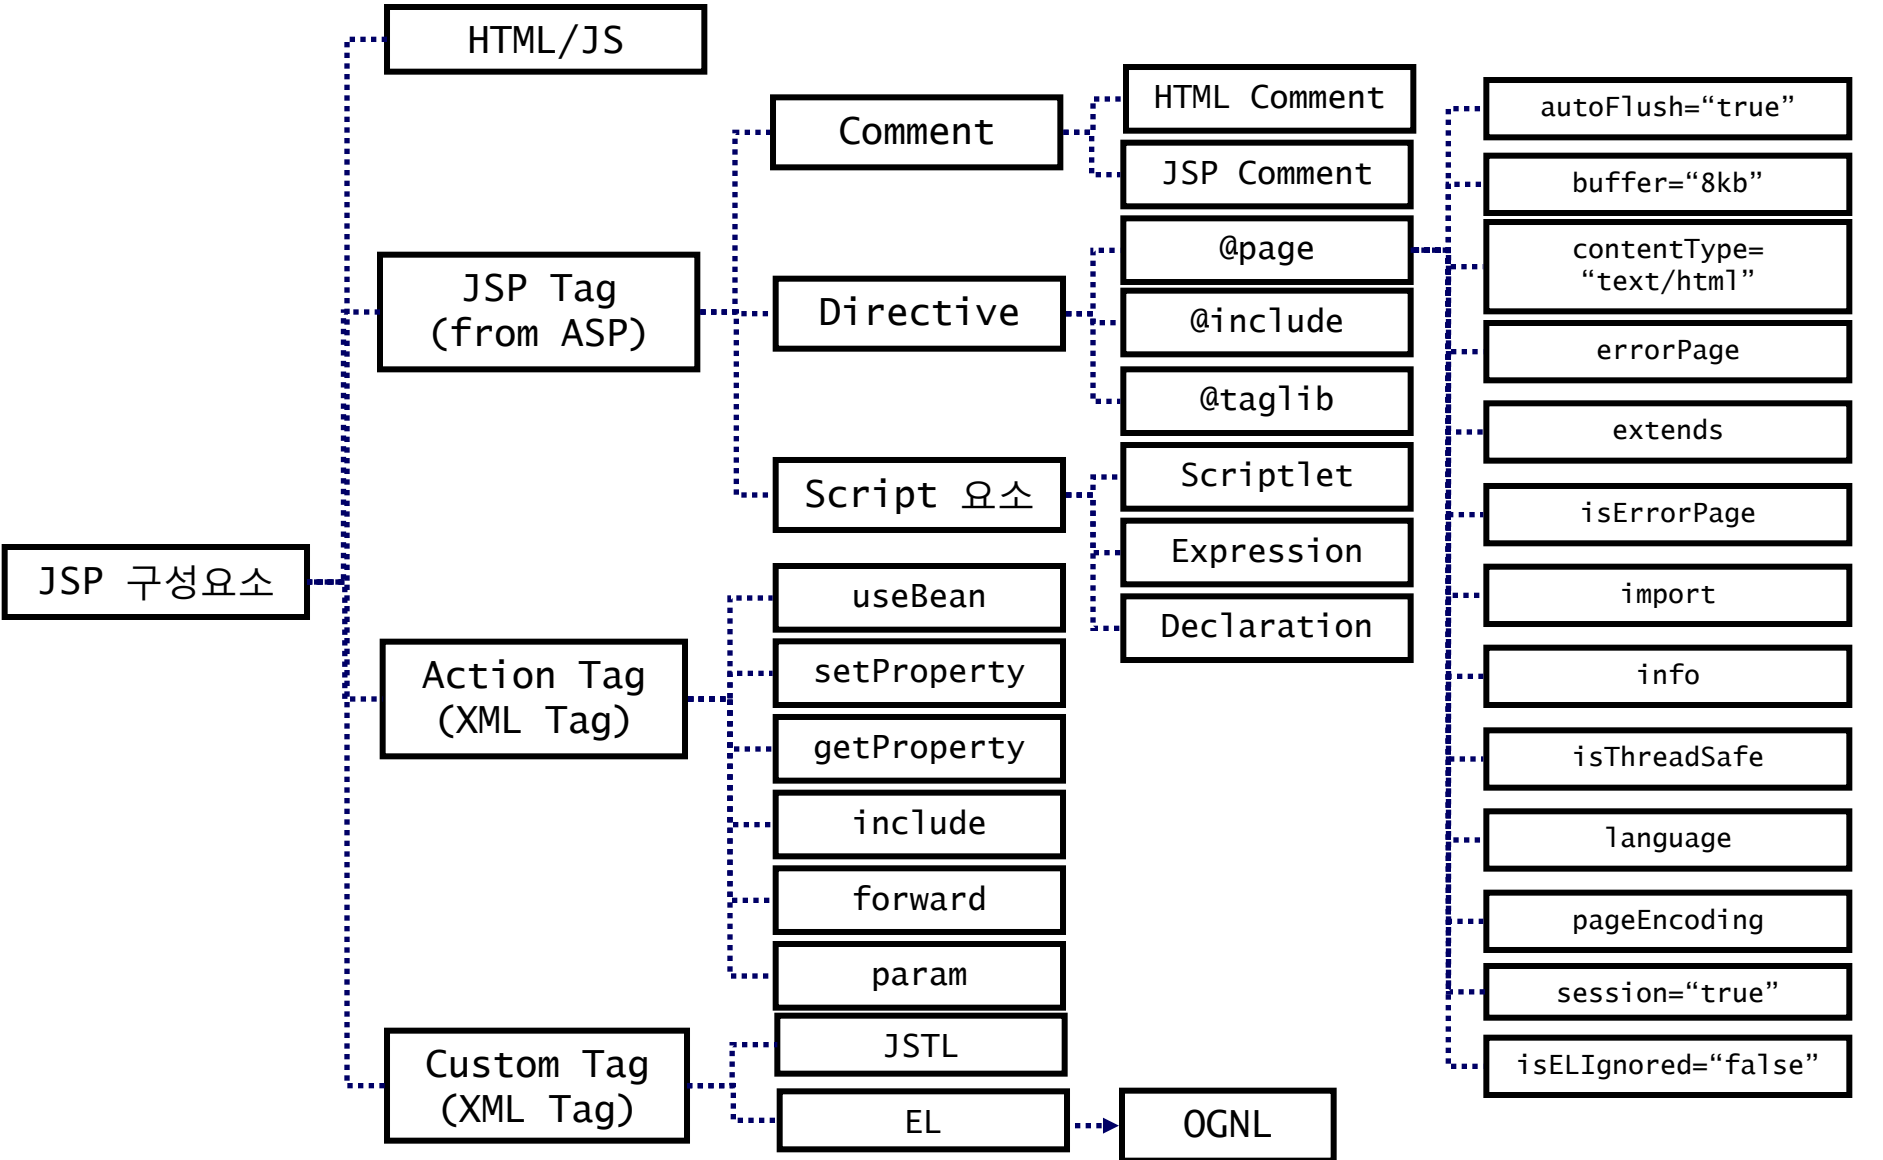 JSP 구성요소
HTML/JS
JSP Tag
(from ASP)
Comment
HTML Comment
JSP Comment
Directive
@page
autoFlush=“true”
buffer=“8kb”
contentType=
“text/html”
errorPage
extends
isErrorPage
import
info
isThreadSafe
language
pageEncoding
session=“true”
isELIgnored=“false”
@include
@taglib
Script 요소
Scriptlet
Expression
Declaration
Action Tag
(XML Tag)
useBean
setProperty
getProperty
include
forward
param
Custom Tag
(XML Tag)
JSTL
EL
OGNL